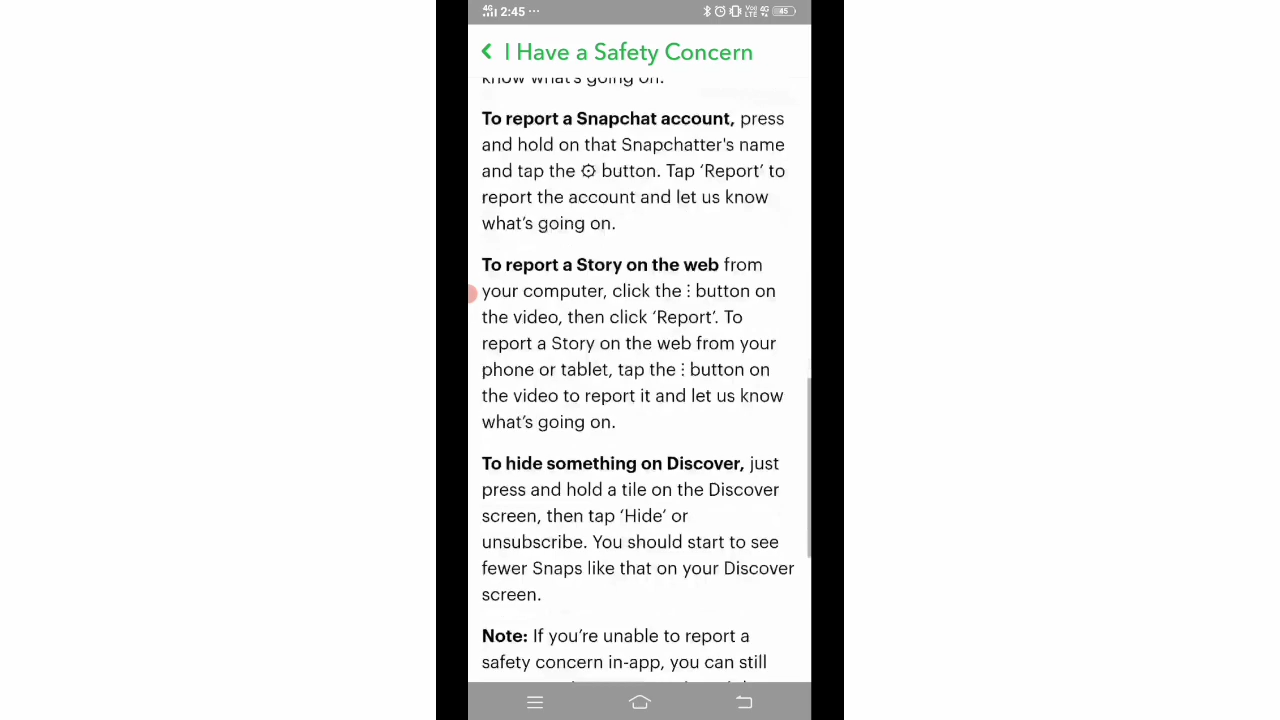 4G 2:45 ··· Voo LTE 4G 45
I Have a Safety Concern
know what's going on.
To report a Snapchat account, press
and hold on that Snapchatter's name
and tap the ⚙ button. Tap ‘Report’ to
report the account and let us know
what’s going on.
To report a Story on the web from
your computer, click the ⋮ button on
the video, then click ‘Report’. To
report a Story on the web from your
phone or tablet, tap the ⋮ button on
the video to report it and let us know
what’s going on.
To hide something on Discover, just
press and hold a tile on the Discover
screen, then tap ‘Hide‘ or
unsubscribe. You should start to see
fewer Snaps like that on your Discover
screen.
Note: If you’re unable to report a
safety concern in-app, you can still